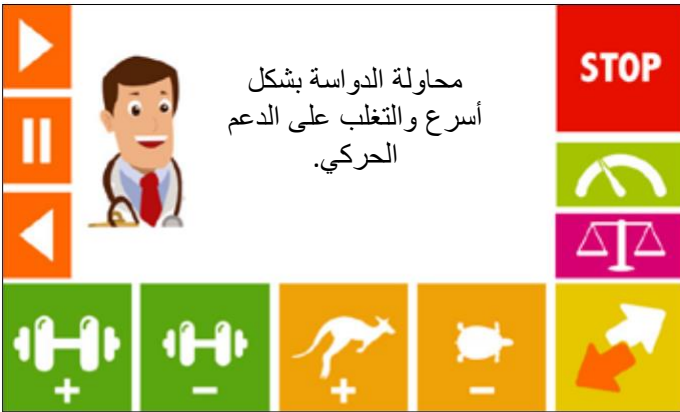 محاولة الدواسة بشكل
أسرع والتغلب على الدعم
الحركي.
STOP
+
−
+
−